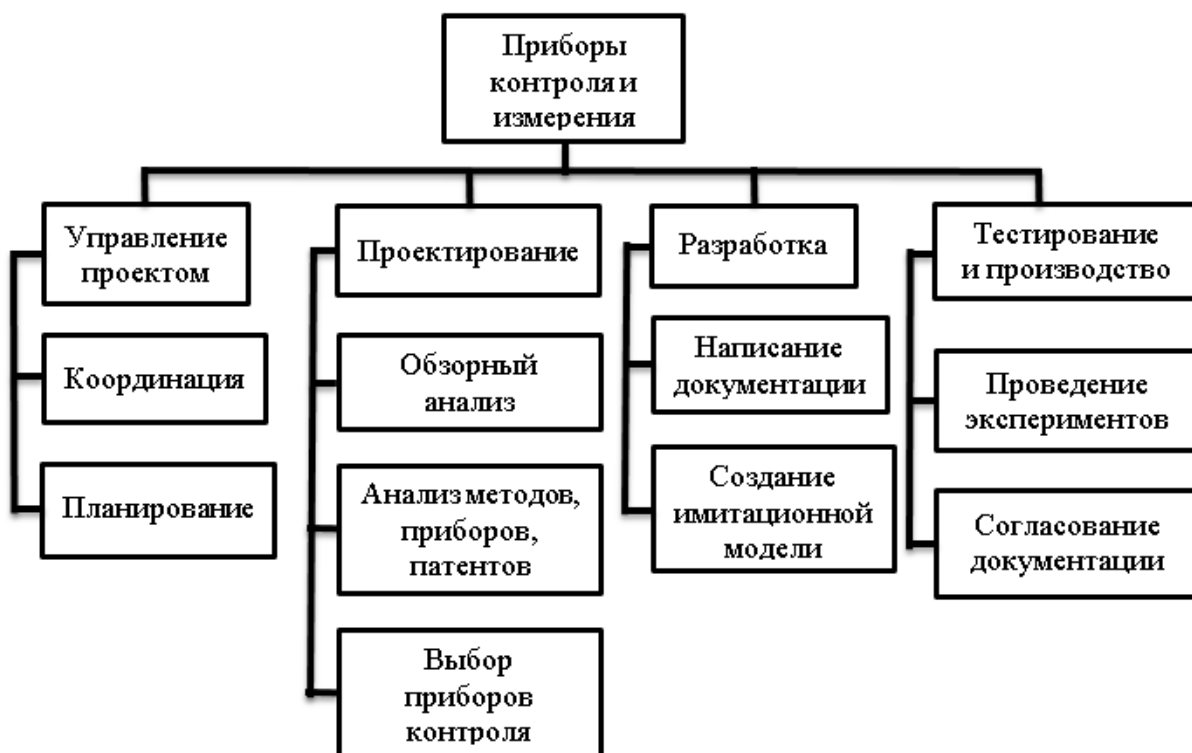 Приборы
контроля и
измерения
Управление
проектом
Координация
Планирование
Проектирование
Обзорный
анализ
Анализ методов,
приборов,
патентов
Выбор
приборов
контроля
Разработка
Написание
документации
Создание
имитационной
модели
Тестирование
и производство
Проведение
экспериментов
Согласование
документации